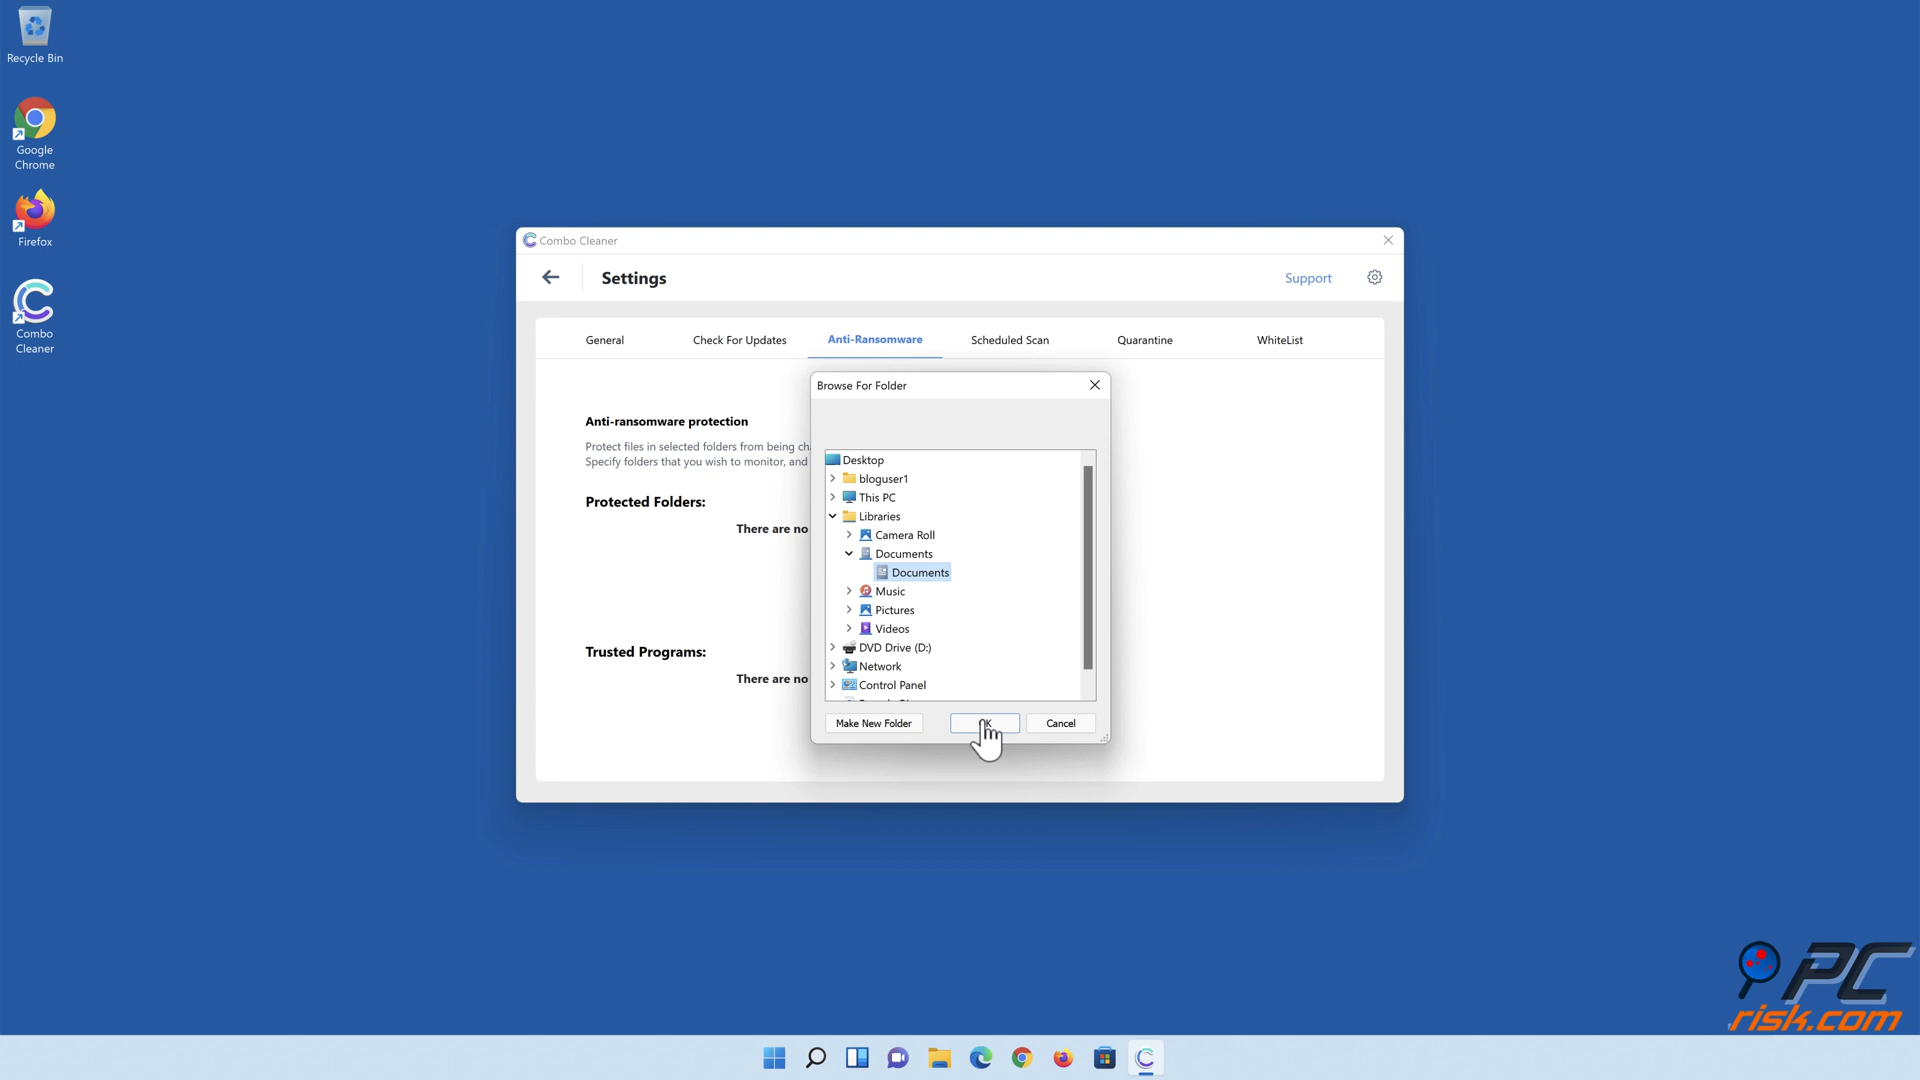 Recycle Bin
Google
Chrome
Firefox
Combo
Cleaner
Combo Cleaner
Settings
Support
General
Check For Updates
Anti-Ransomware
Scheduled Scan
Quarantine
WhiteList
Anti-ransomware protection
Protect files in selected folders from being
Specify folders that you wish to monitor, and
Protected Folders:
There are no
Trusted Programs:
There are no
Browse For Folder
Desktop
bloguser1
This PC
Libraries
Camera Roll
Documents
Documents
Music
Pictures
Videos
DVD Drive (D:)
Network
Control Panel
Make New Folder
Cancel
PC
risk.com